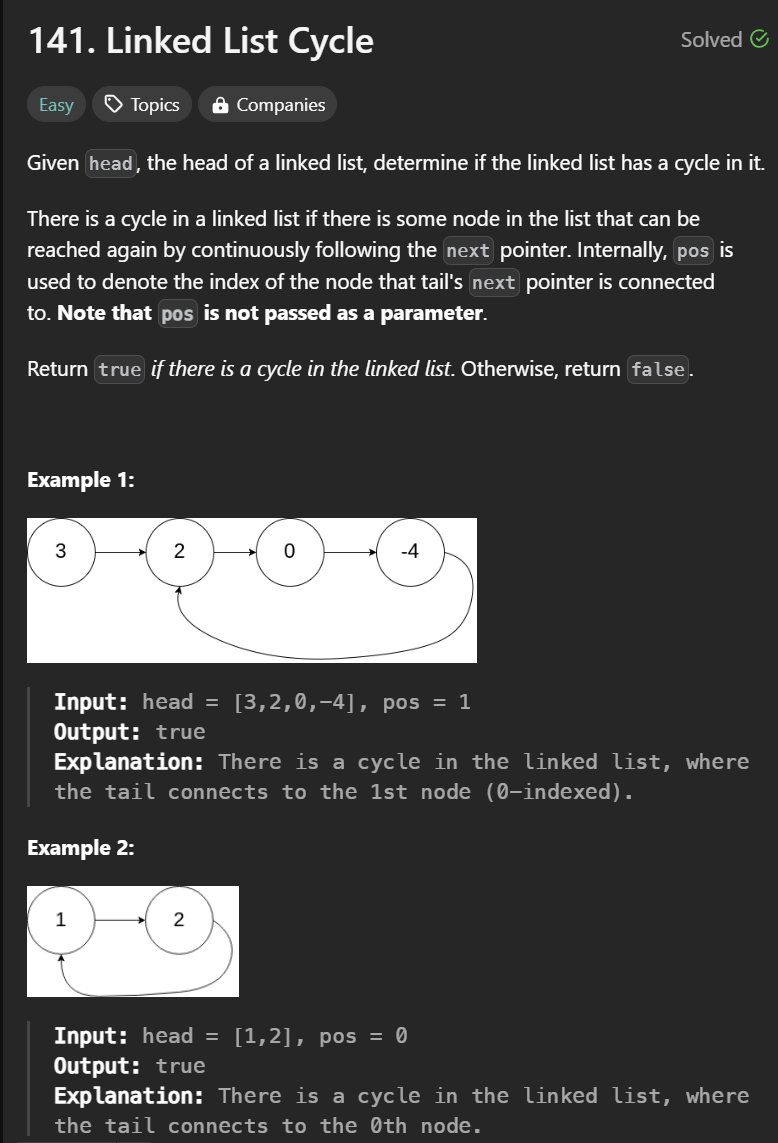 141. Linked List Cycle
Solved
Easy
Topics
Companies
Given head, the head of a linked list, determine if the linked list has a cycle in it.
There is a cycle in a linked list if there is some node in the list that can be
reached again by continuously following the next pointer. Internally, pos is
used to denote the index of the node that tail's next pointer is connected
to. Note that pos is not passed as a parameter.
Return true if there is a cycle in the linked list. Otherwise, return false.
Example 1:
3 2 0 -4
Input: head = [3,2,0,-4], pos = 1
Output: true
Explanation: There is a cycle in the linked list, where
the tail connects to the 1st node (0-indexed).
Example 2:
1 2
Input: head = [1,2], pos = 0
Output: true
Explanation: There is a cycle in the linked list, where
the tail connects to the 0th node.